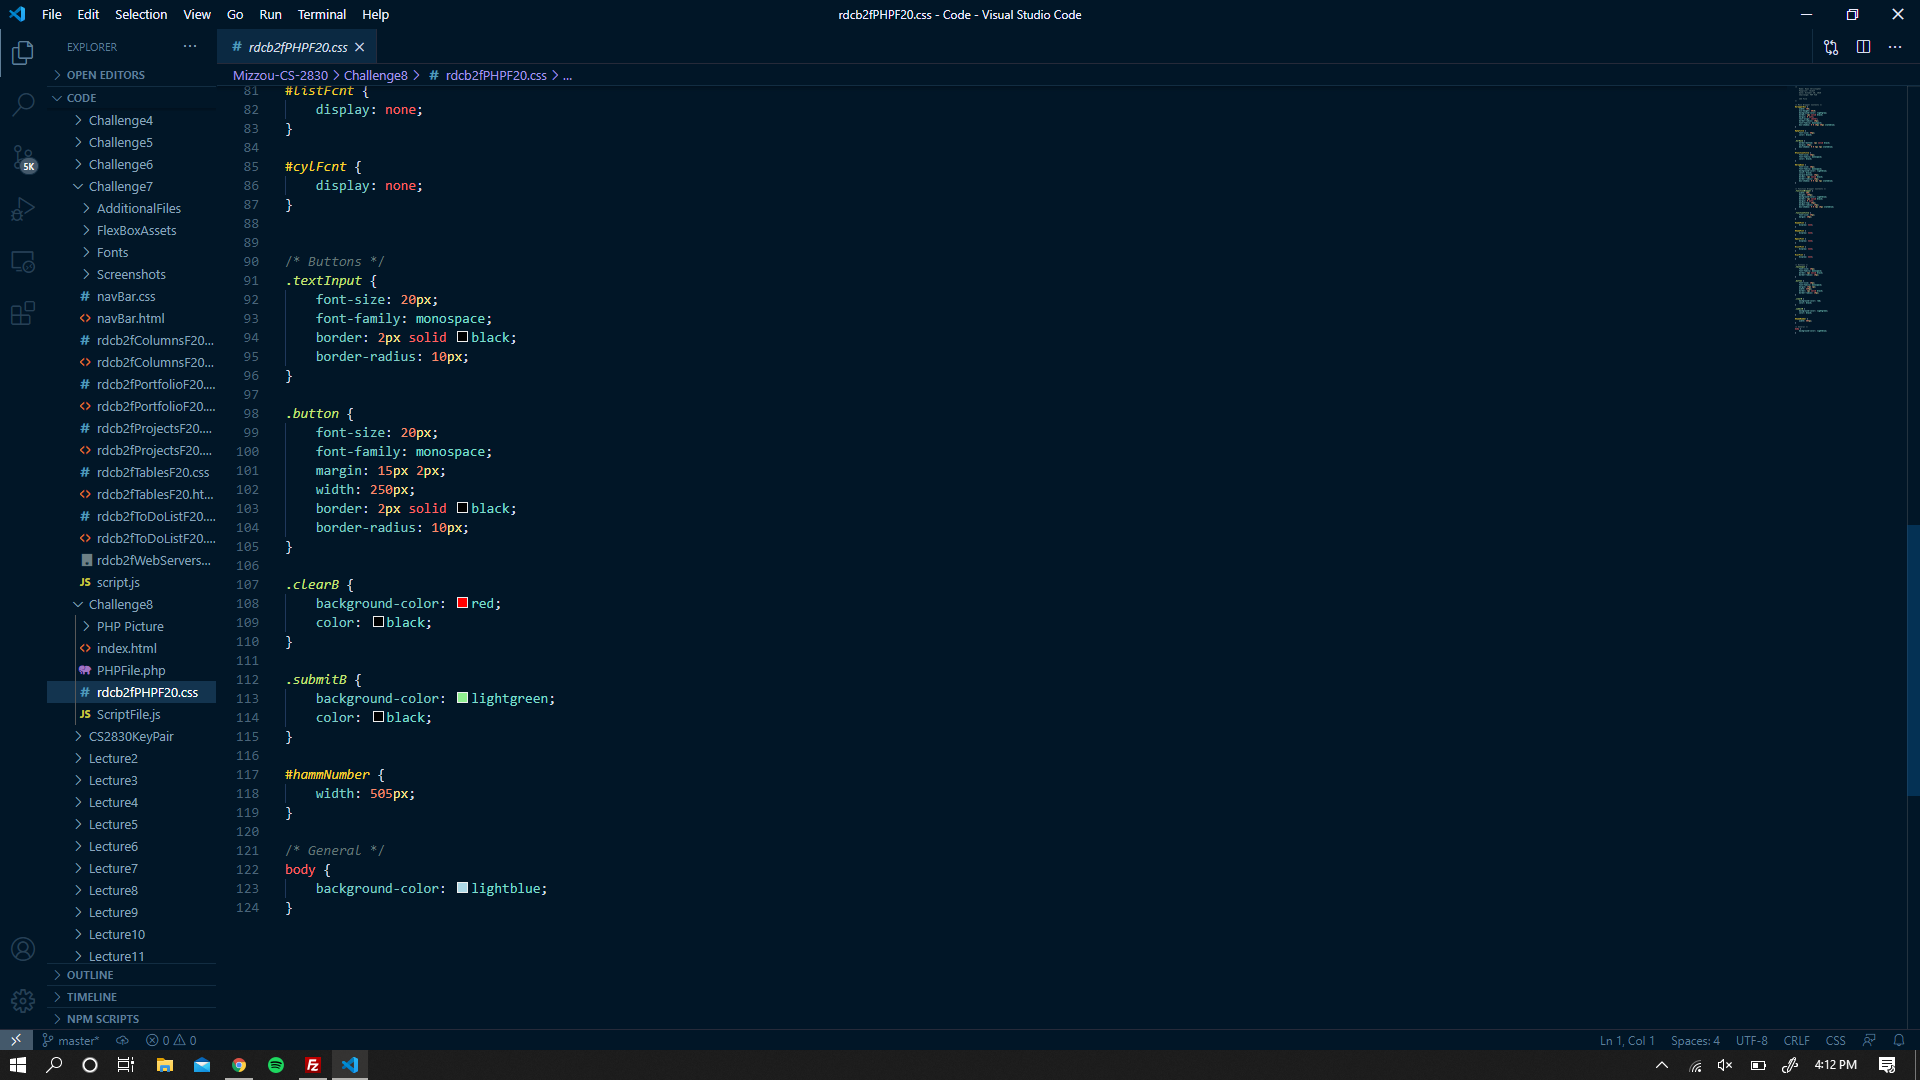 File Edit Selection View Go Run Terminal Help
rdcb2fPHPF20.css - Code - Visual Studio Code
EXPLORER
OPEN EDITORS
CODE
Challenge4
Challenge5
Challenge6
Challenge7
AdditionalFiles
FlexBoxAssets
Fonts
Screenshots
# navBar.css
<> navBar.html
# rdcb2fColumnsF20...
<> rdcb2fColumnsF20...
# rdcb2fPortfolioF20....
<> rdcb2fPortfolioF20....
# rdcb2fProjectsF20....
<> rdcb2fProjectsF20....
# rdcb2fTablesF20.css
<> rdcb2fTablesF20.ht...
# rdcb2fToDoListF20....
<> rdcb2fToDoListF20....
rdcb2fWebServers...
JS script.js
Challenge8
PHP Picture
<> index.html
PHPFile.php
# rdcb2fPHPF20.css
JS ScriptFile.js
CS2830KeyPair
Lecture2
Lecture3
Lecture4
Lecture5
Lecture6
Lecture7
Lecture8
Lecture9
Lecture10
Lecture11
OUTLINE
TIMELINE
NPM SCRIPTS
5K
# rdcb2fPHPF20.css
Mizzou-CS-2830 > Challenge8 > # rdcb2fPHPF20.css > ...
81 #listFcnt {
82 display: none;
83 }
84
85 #cylFcnt {
86 display: none;
87 }
88
89
90 /* Buttons */
91 .textInput {
92 font-size: 20px;
93 font-family: monospace;
94 border: 2px solid black;
95 border-radius: 10px;
96 }
97
98 .button {
99 font-size: 20px;
100 font-family: monospace;
101 margin: 15px 2px;
102 width: 250px;
103 border: 2px solid black;
104 border-radius: 10px;
105 }
106
107 .clearB {
108 background-color: red;
109 color: black;
110 }
111
112 .submitB {
113 background-color: lightgreen;
114 color: black;
115 }
116
117 #hammNumber {
118 width: 505px;
119 }
120
121 /* General */
122 body {
123 background-color: lightblue;
124 }
master* 0 0
Ln 1, Col 1 Spaces: 4 UTF-8 CRLF CSS
4:12 PM